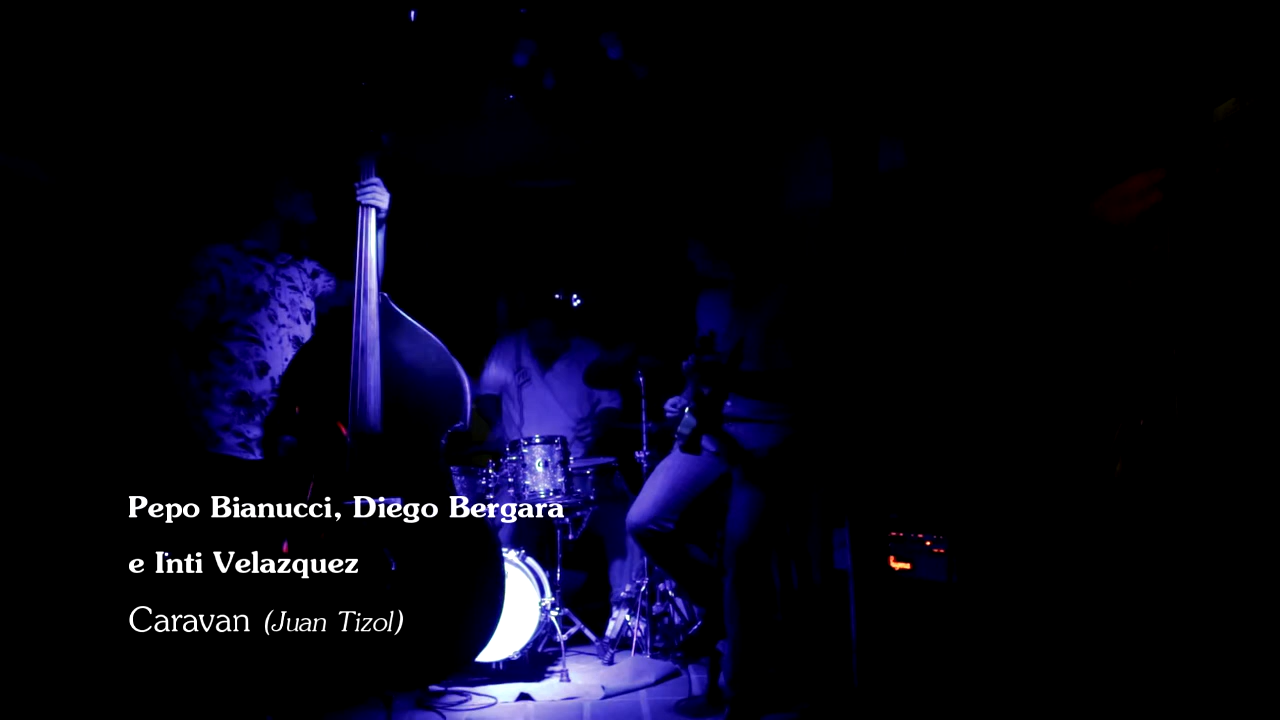 Pepo Bianucci, Diego Bergara
e Inti Velazquez
Caravan (Juan Tizol)